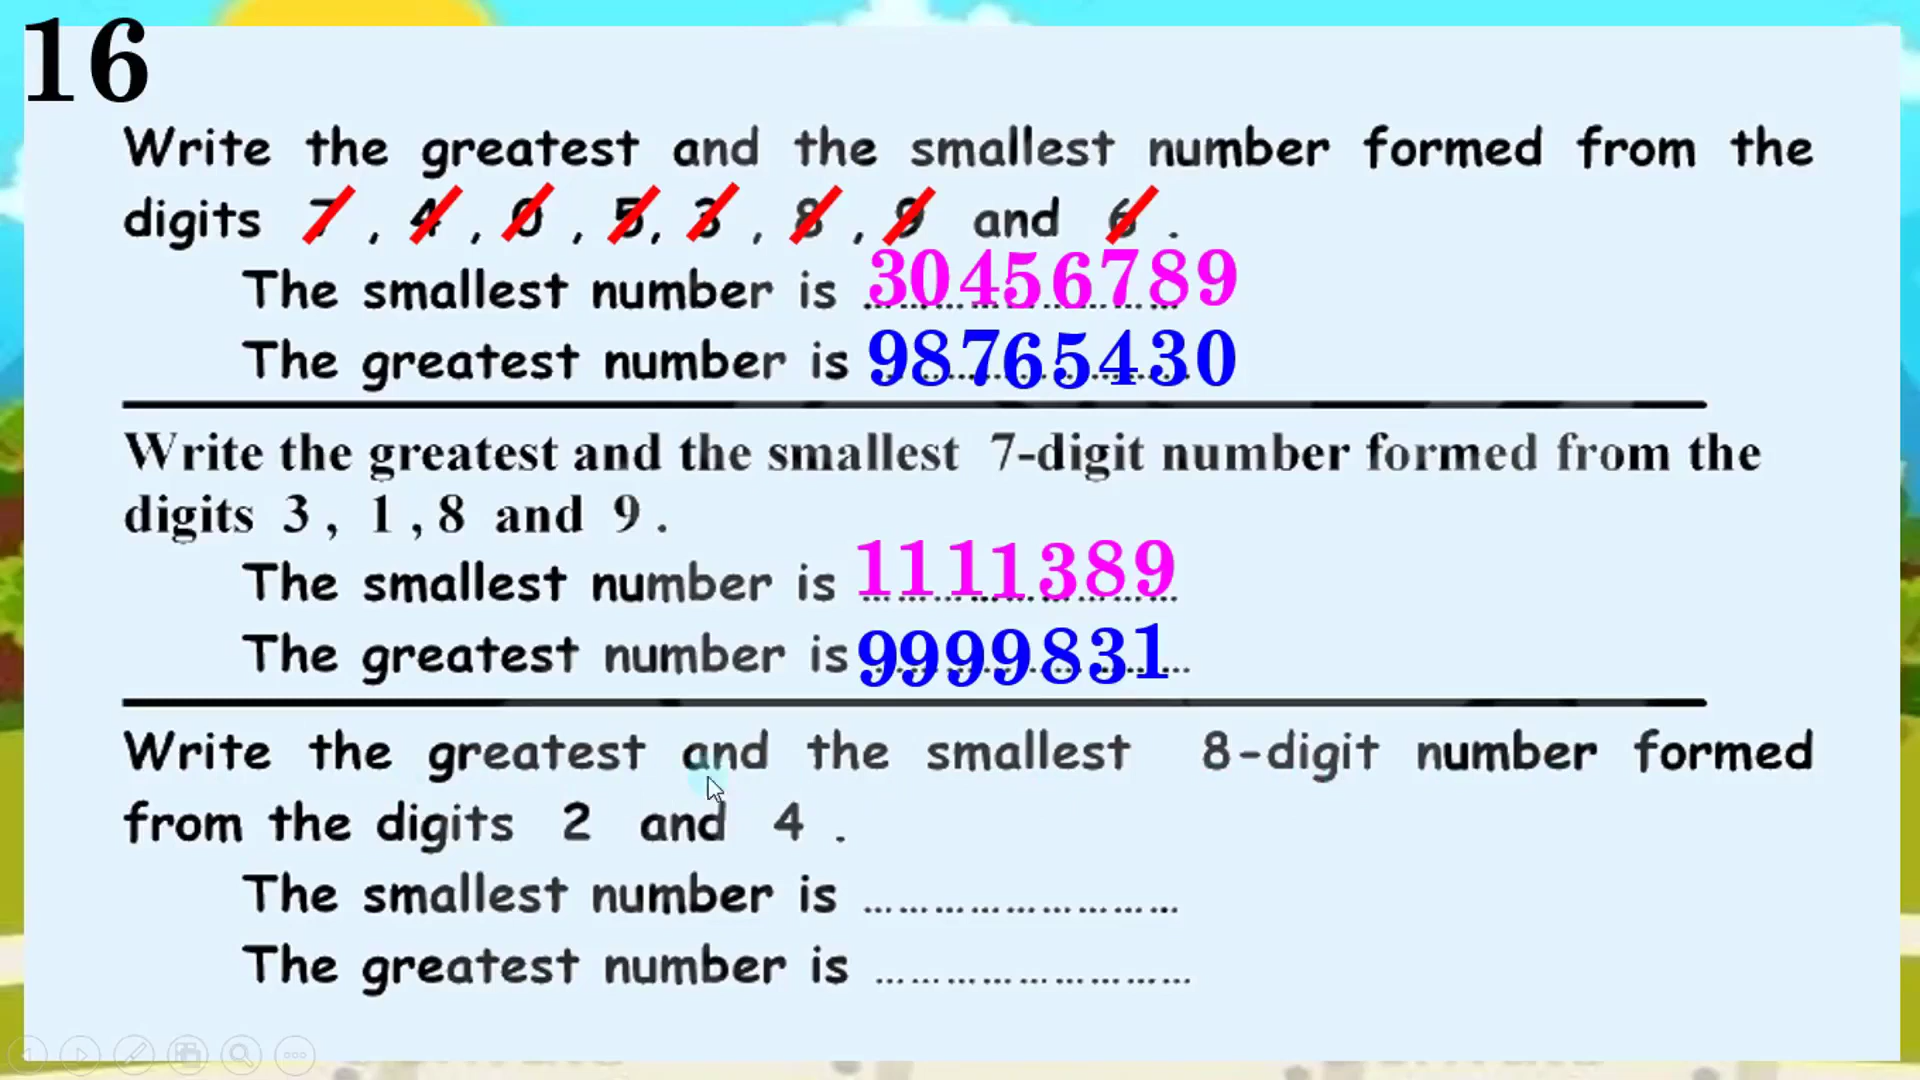 16
Write the greatest and the smallest number formed from the
digits 7 , 4 , 0 , 5, 3 , 8 , 9 and 6 .
The smallest number is 30456789
The greatest number is 98765430
Write the greatest and the smallest 7-digit number formed from the
digits 3 , 1 , 8 and 9 .
The smallest number is 1111389
The greatest number is 9999831
Write the greatest and the smallest 8-digit number formed
from the digits 2 and 4 .
The smallest number is ...........................
The greatest number is ...........................